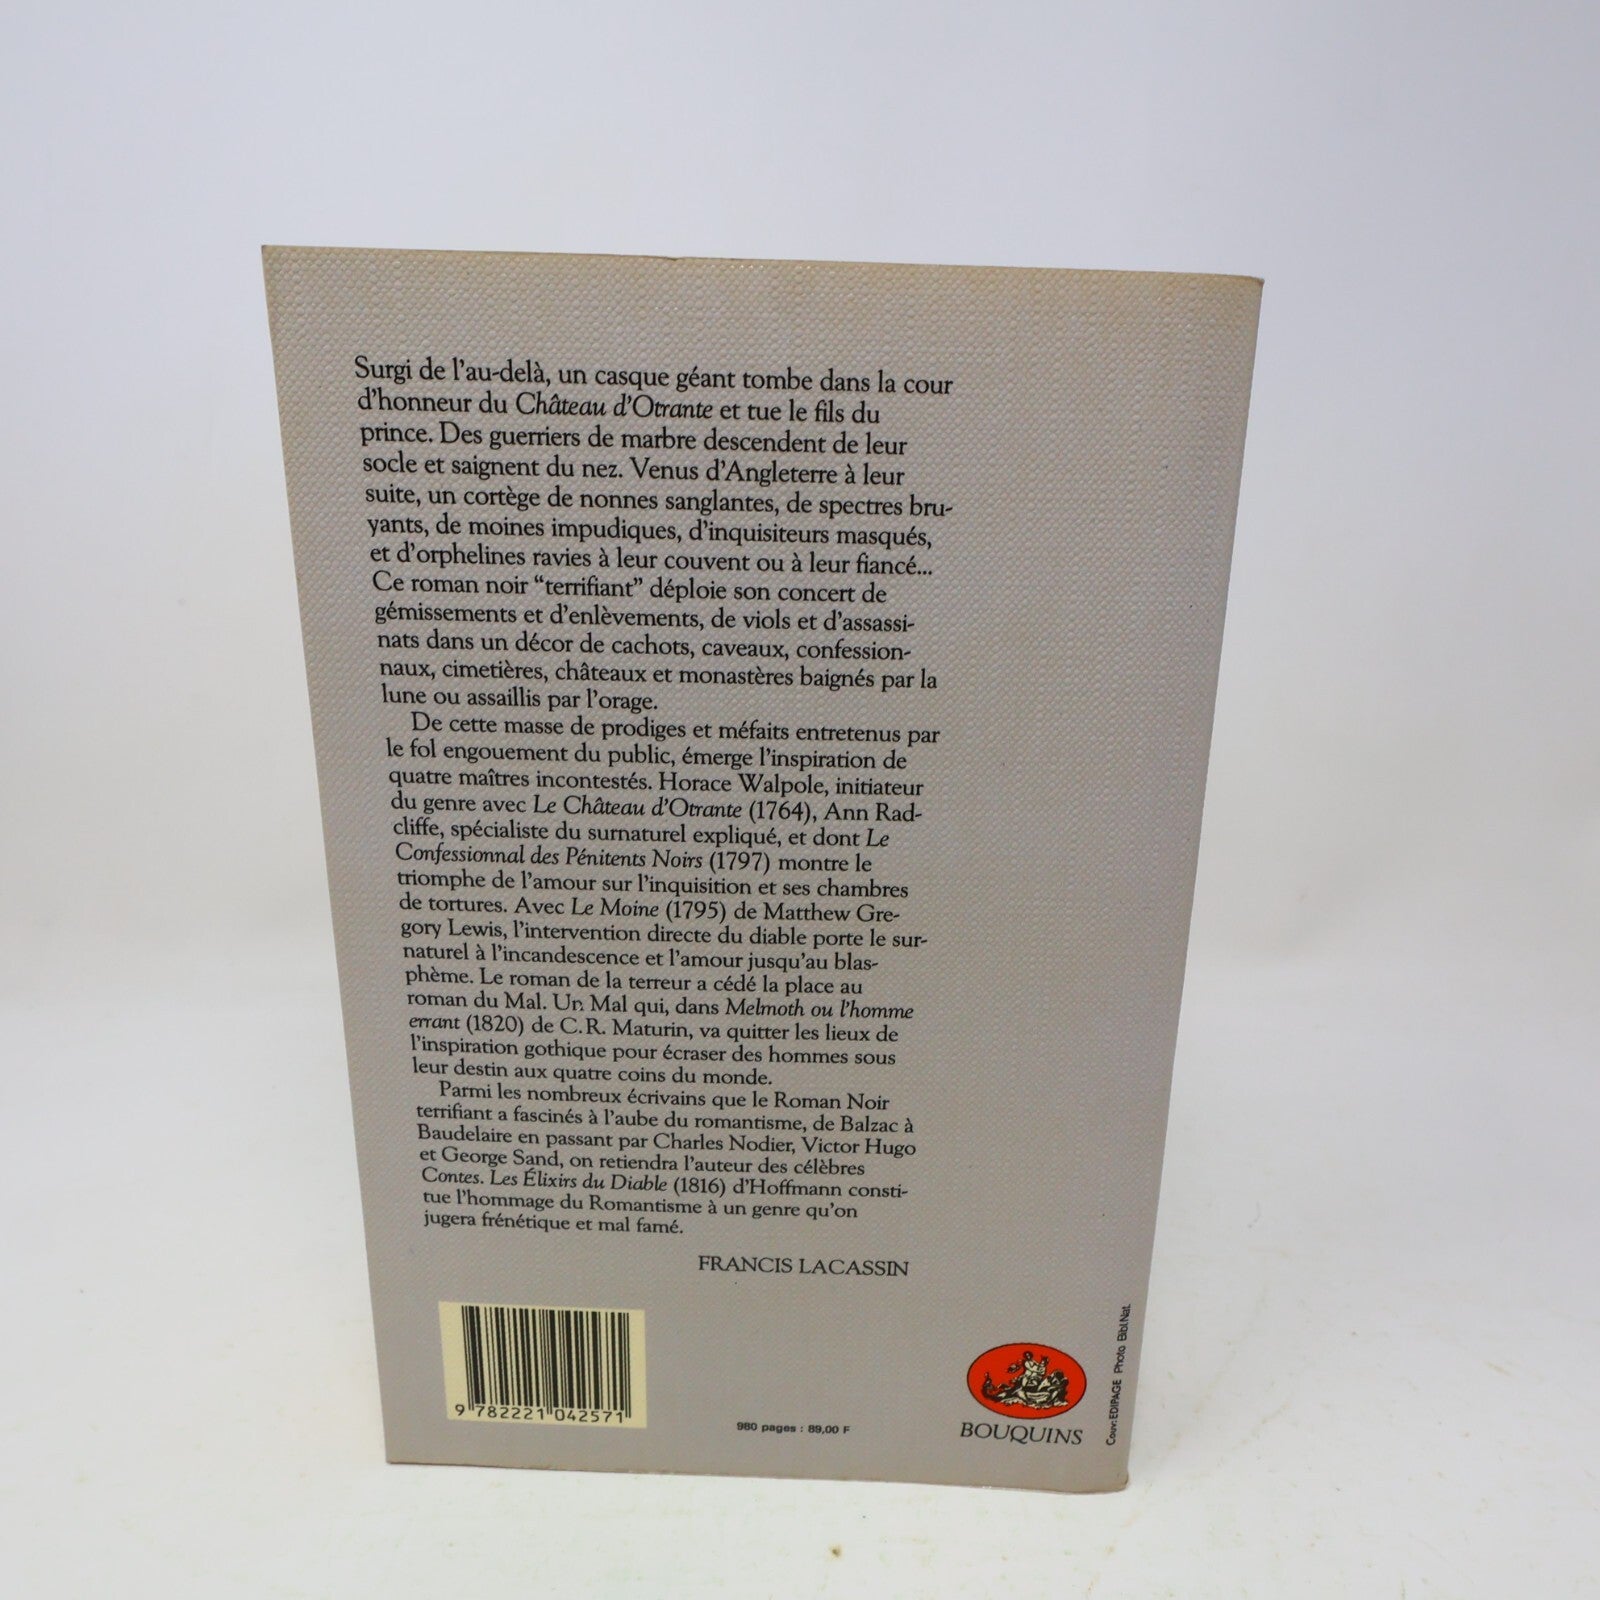 Surgi de l'au-delà, un casque géant tombe dans la cour
d'honneur du Château d'Otrante et tue le fils du
prince. Des guerriers de marbre descendent de leur
socle et saignent du nez. Venus d'Angleterre à leur
suite, un cortège de nonnes sanglantes, de spectres bru-
yants, de moines impudiques, d'inquisiteurs masqués,
et d'orphelines ravies à leur couvent ou à leur fiancé...
Ce roman noir “terrifiant” déploie son concert de
gémissements et d'enlèvements, de viols et d'assassi-
nats dans un décor de cachots, caveaux, confession-
naux, cimetières, châteaux et monastères baignés par la
lune ou assaillis par l'orage.
De cette masse de prodiges et méfaits entretenus par
le fol engouement du public, émerge l'inspiration de
quatre maîtres incontestés. Horace Walpole, initiateur
du genre avec Le Château d'Otrante (1764), Ann Rad-
cliffe, spécialiste du surnaturel expliqué, et dont Le
Confessionnal des Pénitents Noirs (1797) montre le
triomphe de l'amour sur l'inquisition et ses chambres
de tortures. Avec Le Moine (1795) de Matthew Gre-
gory Lewis, l'intervention directe du diable porte le sur-
naturel à l'incandescence et l'amour jusqu'au blas-
phème. Le roman de la terreur a cédé la place au
roman du Mal. Un Mal qui, dans Melmoth ou l'homme
errant (1820) de C.R. Maturin, va quitter les lieux de
l'inspiration gothique pour écraser des hommes sous
leur destin aux quatre coins du monde.
Parmi les nombreux écrivains que le Roman Noir
terrifiant a fascinés à l'aube du romantisme, de Balzac à
Baudelaire en passant par Charles Nodier, Victor Hugo
et George Sand, on retiendra l'auteur des célèbres
Contes. Les Élixirs du Diable (1816) d'Hoffmann consti-
tue l'hommage du Romantisme à un genre qu'on
jugera frénétique et mal famé.
FRANCIS LACASSIN
9 782221 042571
980 pages : 89,00 F
BOUQUINS
Couv: EDIPAGE Photo Bibl.Nat.